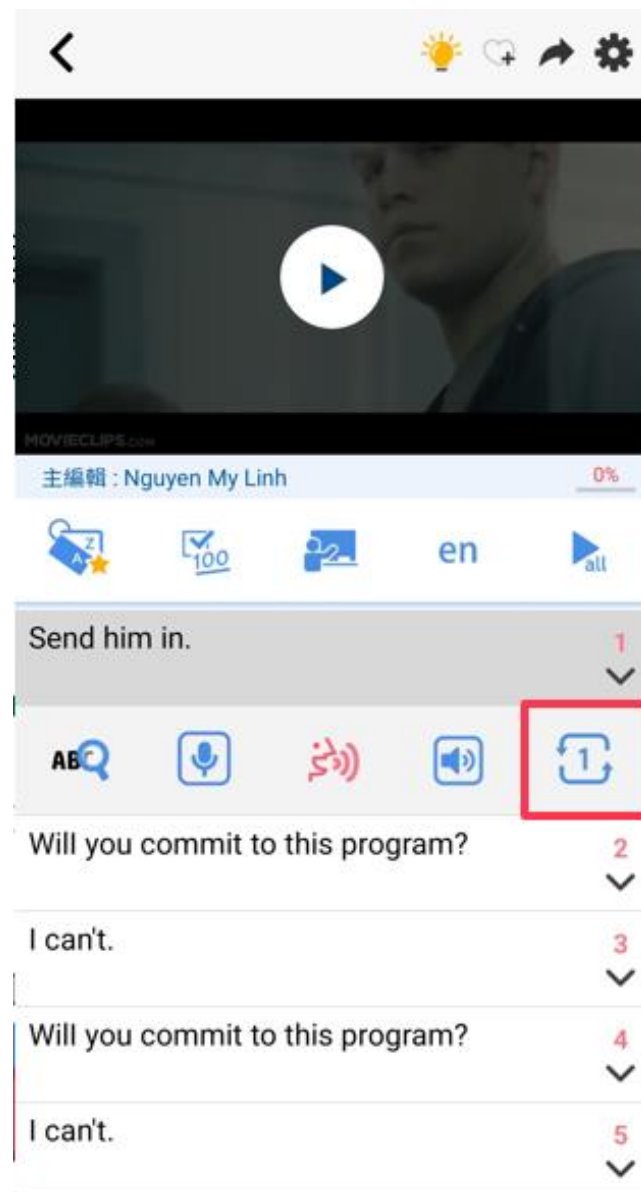 MOVIECLIPS.COM
主編輯 : Nguyen My Linh
0%
A Z
100
en
all
Send him in.
1
ABC
1
Will you commit to this program?
2
I can't.
3
Will you commit to this program?
4
I can't.
5